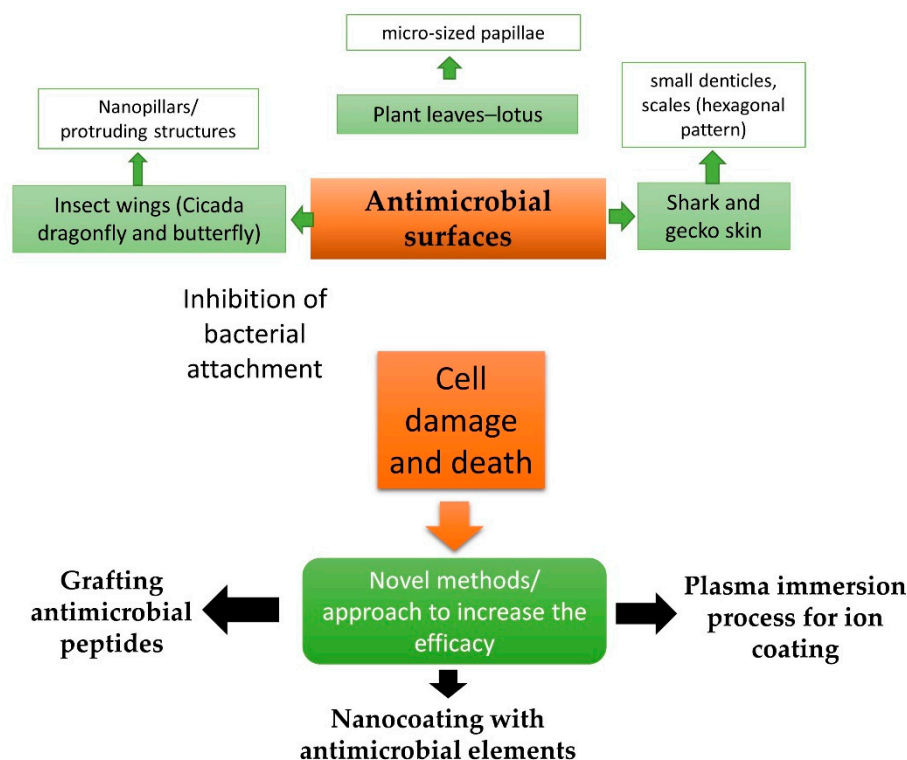 micro-sized papillae
Plant leaves–lotus
Nanopillars/
protruding structures
Insect wings (Cicada
dragonfly and butterfly)
Antimicrobial
surfaces
small denticles,
scales (hexagonal
pattern)
Shark and
gecko skin
Inhibition of
bacterial
attachment
Cell
damage
and death
Novel methods/
approach to increase the
efficacy
Grafting
antimicrobial
peptides
Plasma immersion
process for ion
coating
Nanocoating with
antimicrobial elements